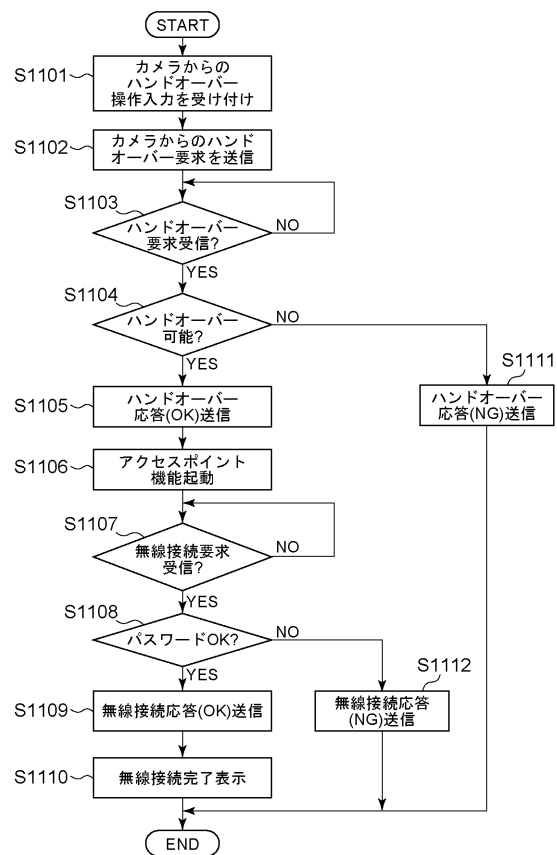 START
S1101
カメラからの
ハンドオーバー
操作入力を受け付け
S1102
カメラからのハンド
オーバー要求を送信
S1103
ハンドオーバー
要求受信?
NO
YES
S1104
ハンドオーバー
可能?
NO
YES
S1111
ハンドオーバー
応答(NG)送信
S1105
ハンドオーバー
応答(OK)送信
S1106
アクセスポイント
機能起動
S1107
無線接続要求
受信?
NO
YES
S1108
パスワードOK?
NO
YES
S1112
無線接続応答
(NG)送信
S1109
無線接続応答(OK)送信
S1110
無線接続完了表示
END